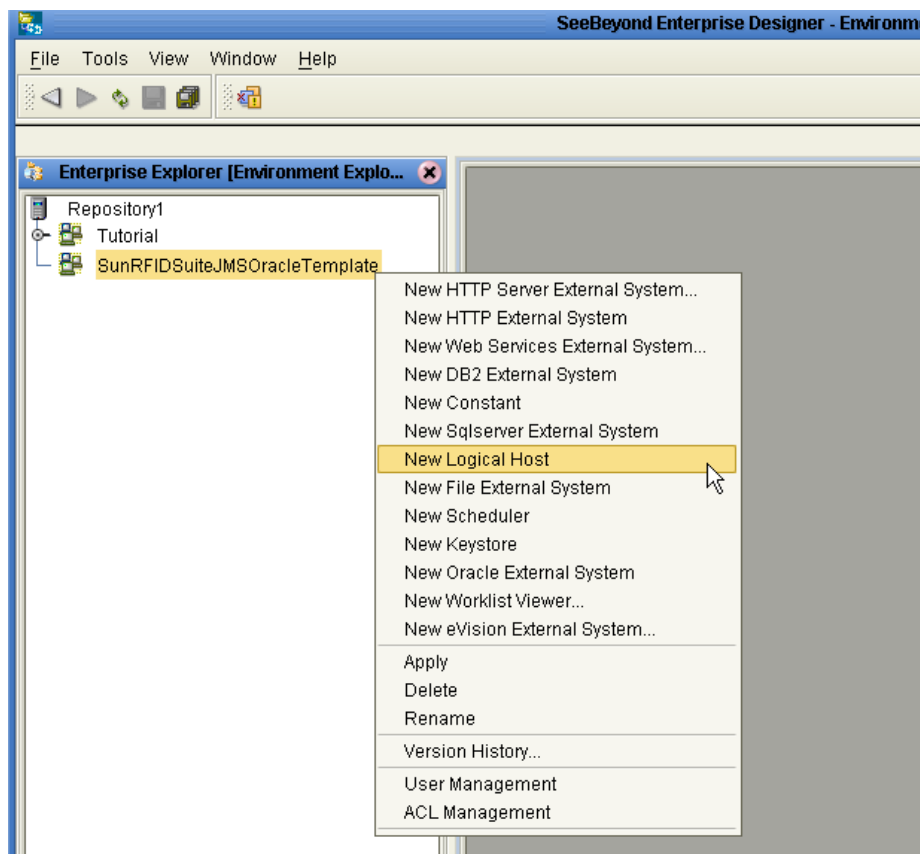 SeeBeyond Enterprise Designer - Environm
File Tools View Window Help
Enterprise Explorer [Environment Explo...
Repository1
Tutorial
SunRFIDSuiteJMSOracleTemplate
New HTTP Server External System...
New HTTP External System
New Web Services External System...
New DB2 External System
New Constant
New Sqlserver External System
New Logical Host
New File External System
New Scheduler
New Keystore
New Oracle External System
New Worklist Viewer...
New eVision External System...
Apply
Delete
Rename
Version History...
User Management
ACL Management